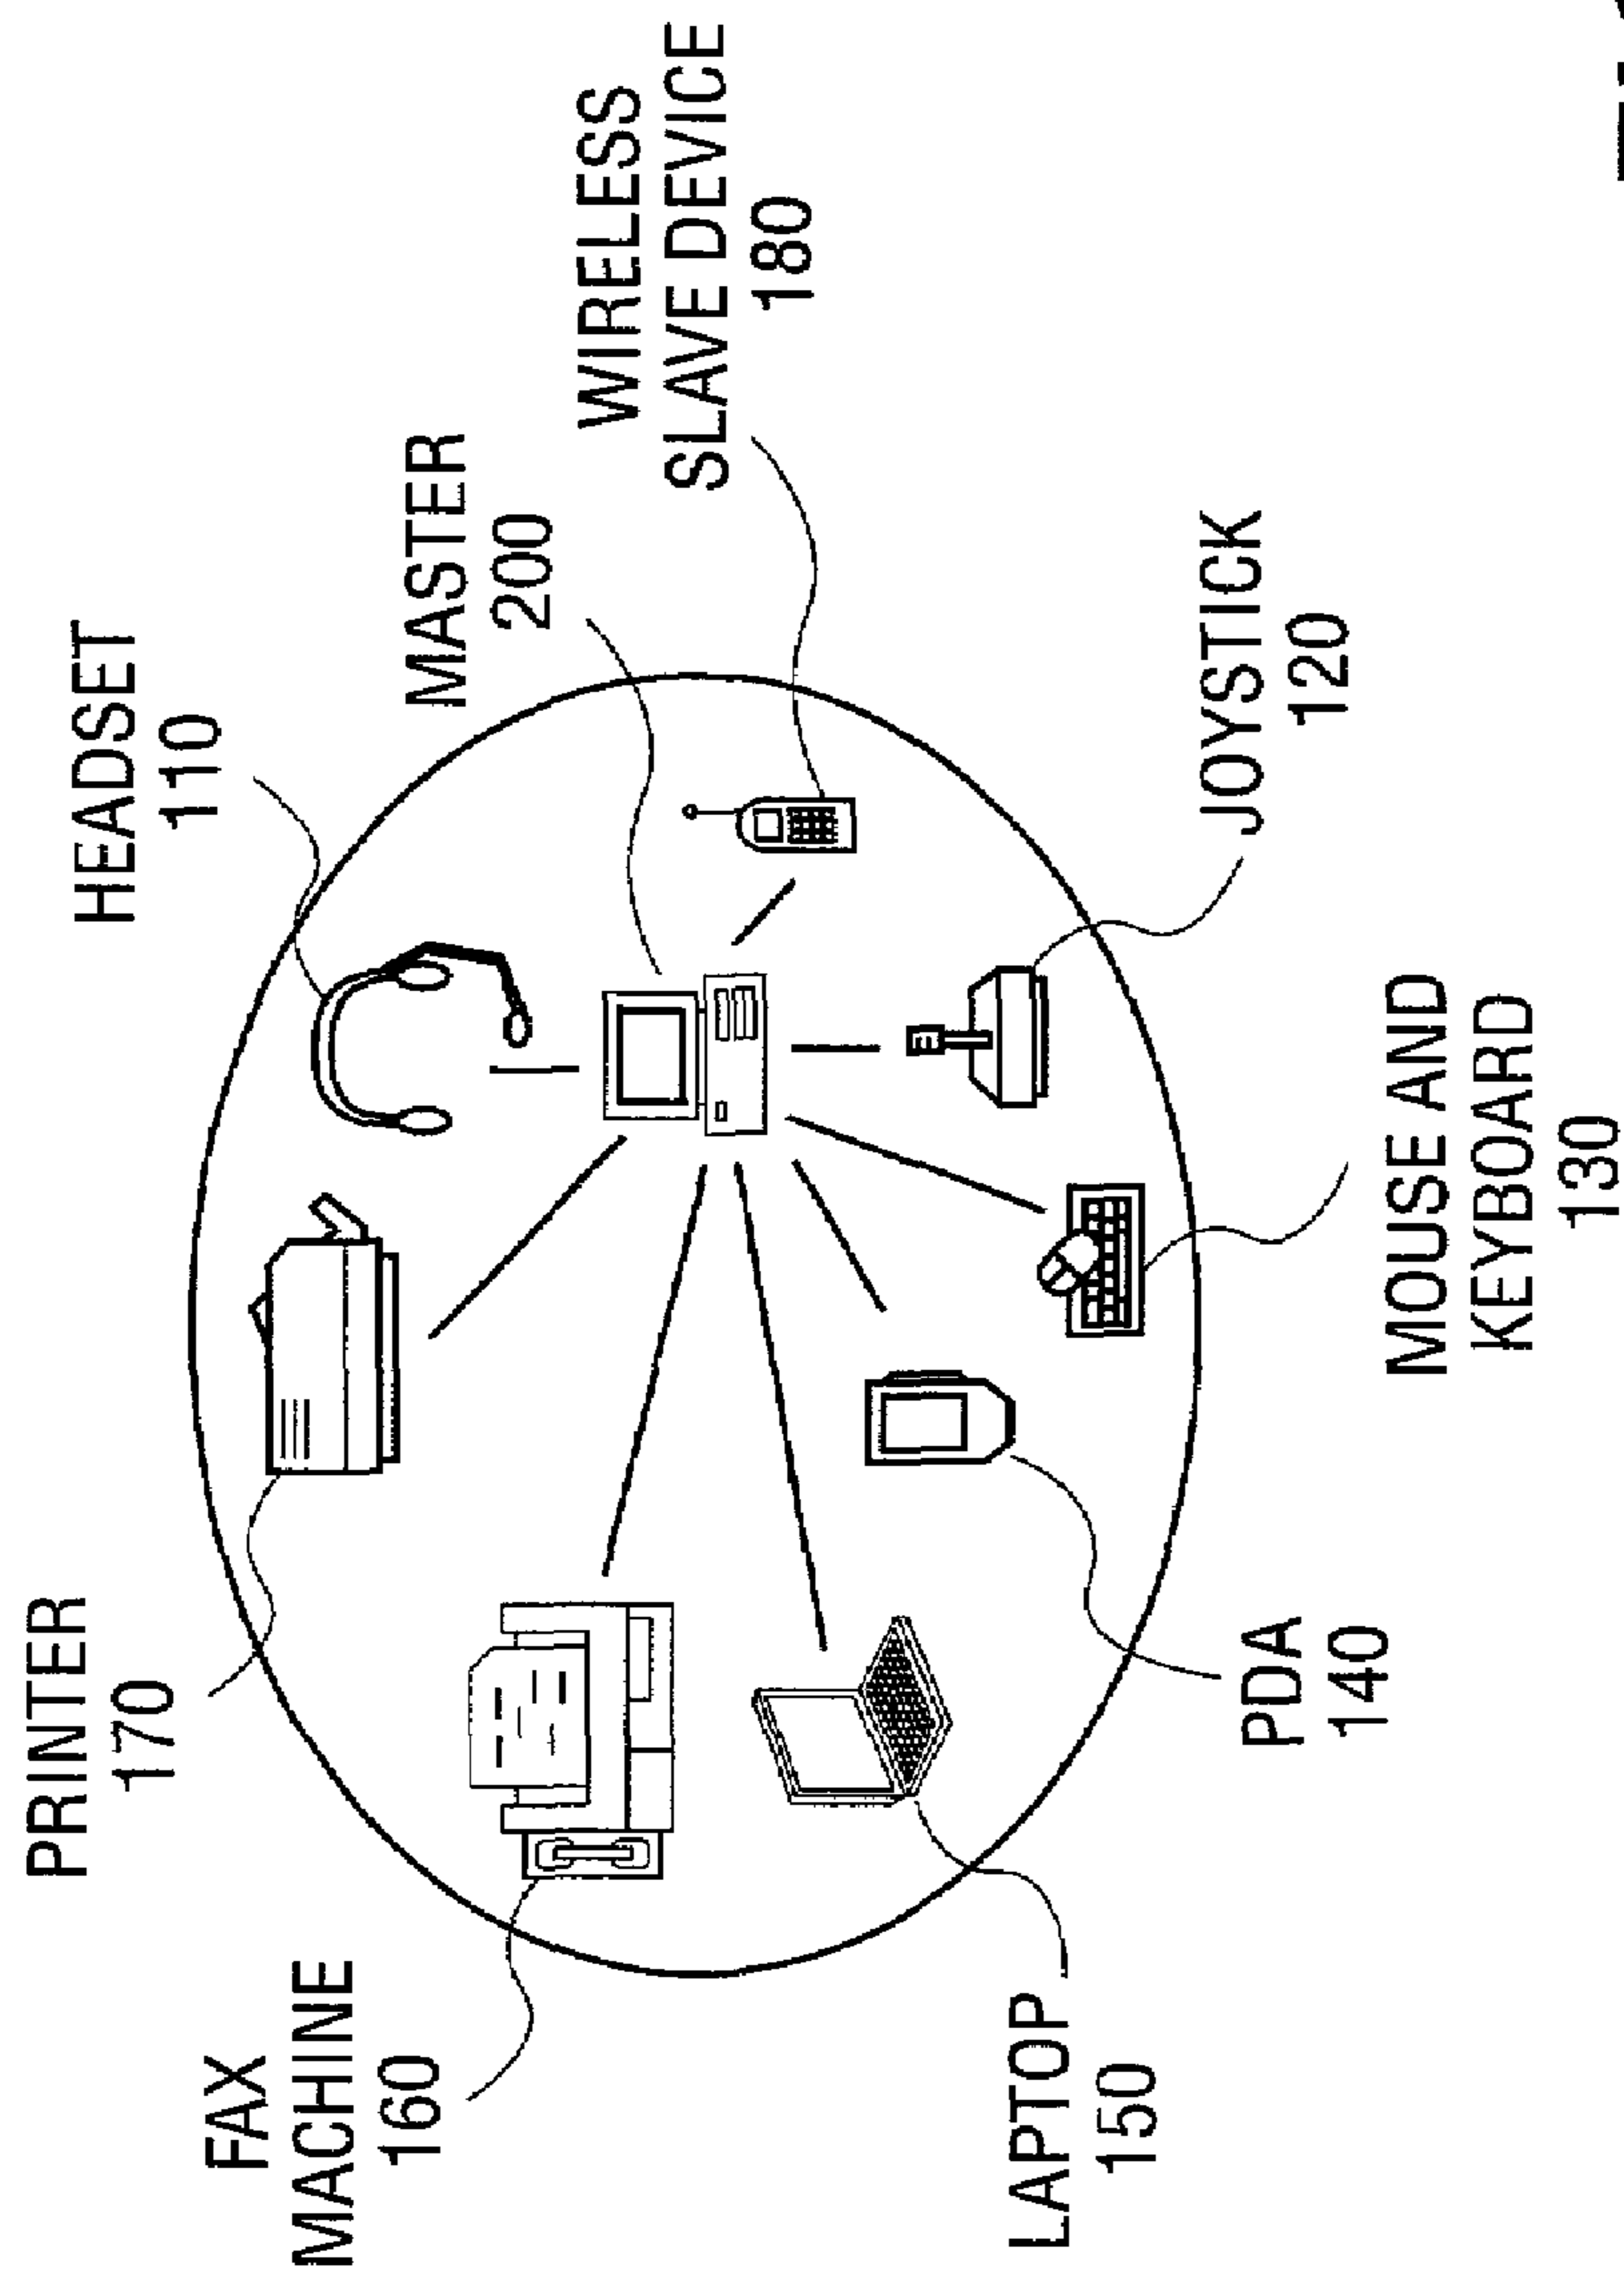 PRINTER
170
HEADSET
110
FAX
MACHINE
160
MASTER
200
WIRELESS
SLAVE DEVICE
180
LAPTOP
150
PDA
140
JOYSTICK
120
MOUSE AND
KEYBOARD
130